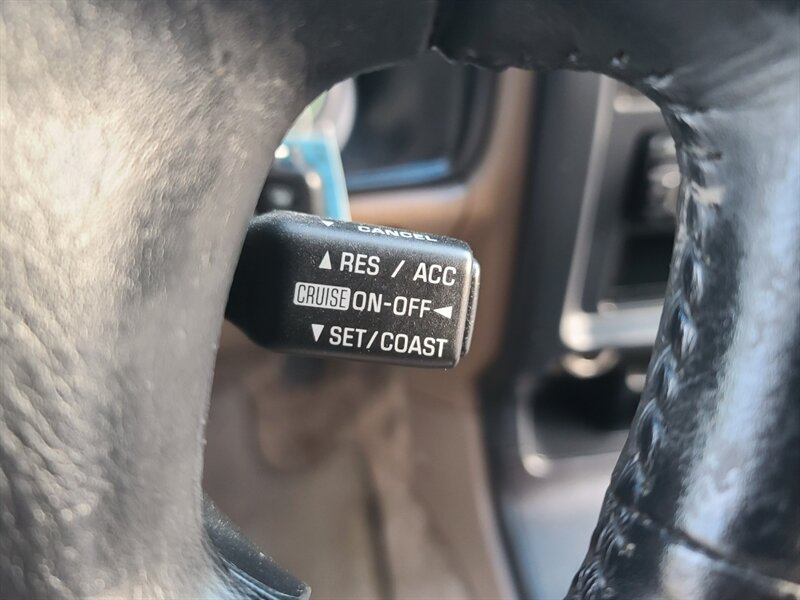 ▼ CANCEL
▲ RES / ACC
CRUISE ON-OFF ◄
▼ SET/COAST